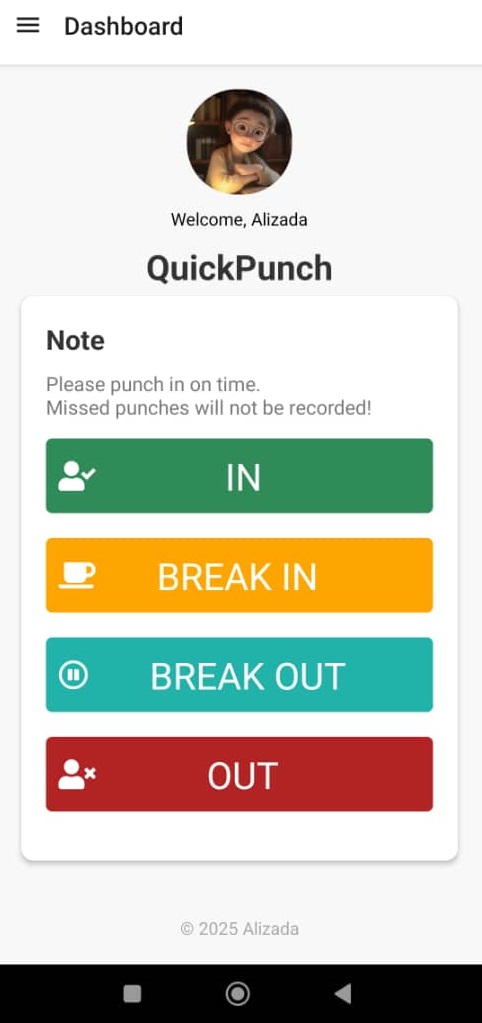 Dashboard
Welcome, Alizada
QuickPunch
Note
Please punch in on time.
Missed punches will not be recorded!
IN
BREAK IN
BREAK OUT
OUT
© 2025 Alizada